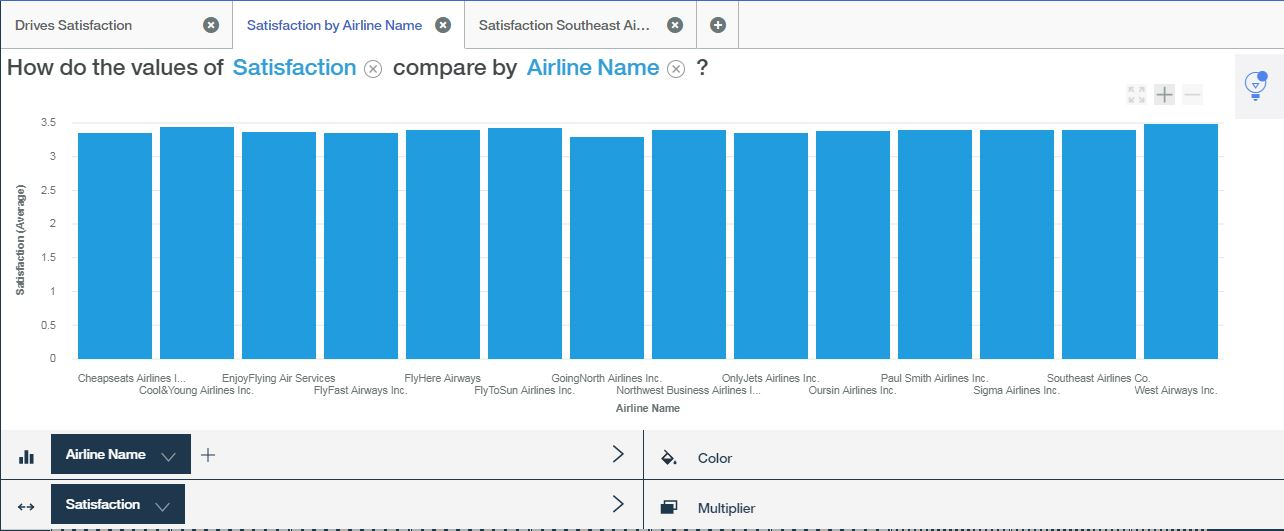 Drives Satisfaction
Satisfaction by Airline Name
Satisfaction Southeast Ai...
How do the values of Satisfaction compare by Airline Name ?
3.5
3
2.5
2
1.5
1
0.5
0
Satisfaction (Average)
Cheapseats Airlines I...
Cool&Young Airlines Inc.
EnjoyFlying Air Services
FlyFast Airways Inc.
FlyHere Airways
FlyToSun Airlines Inc.
GoingNorth Airlines Inc.
Northwest Business Airlines I...
OnlyJets Airlines Inc.
Oursin Airlines Inc.
Paul Smith Airlines Inc.
Sigma Airlines Inc.
Southeast Airlines Co.
West Airways Inc.
Airline Name
Airline Name
Color
Satisfaction
Multiplier